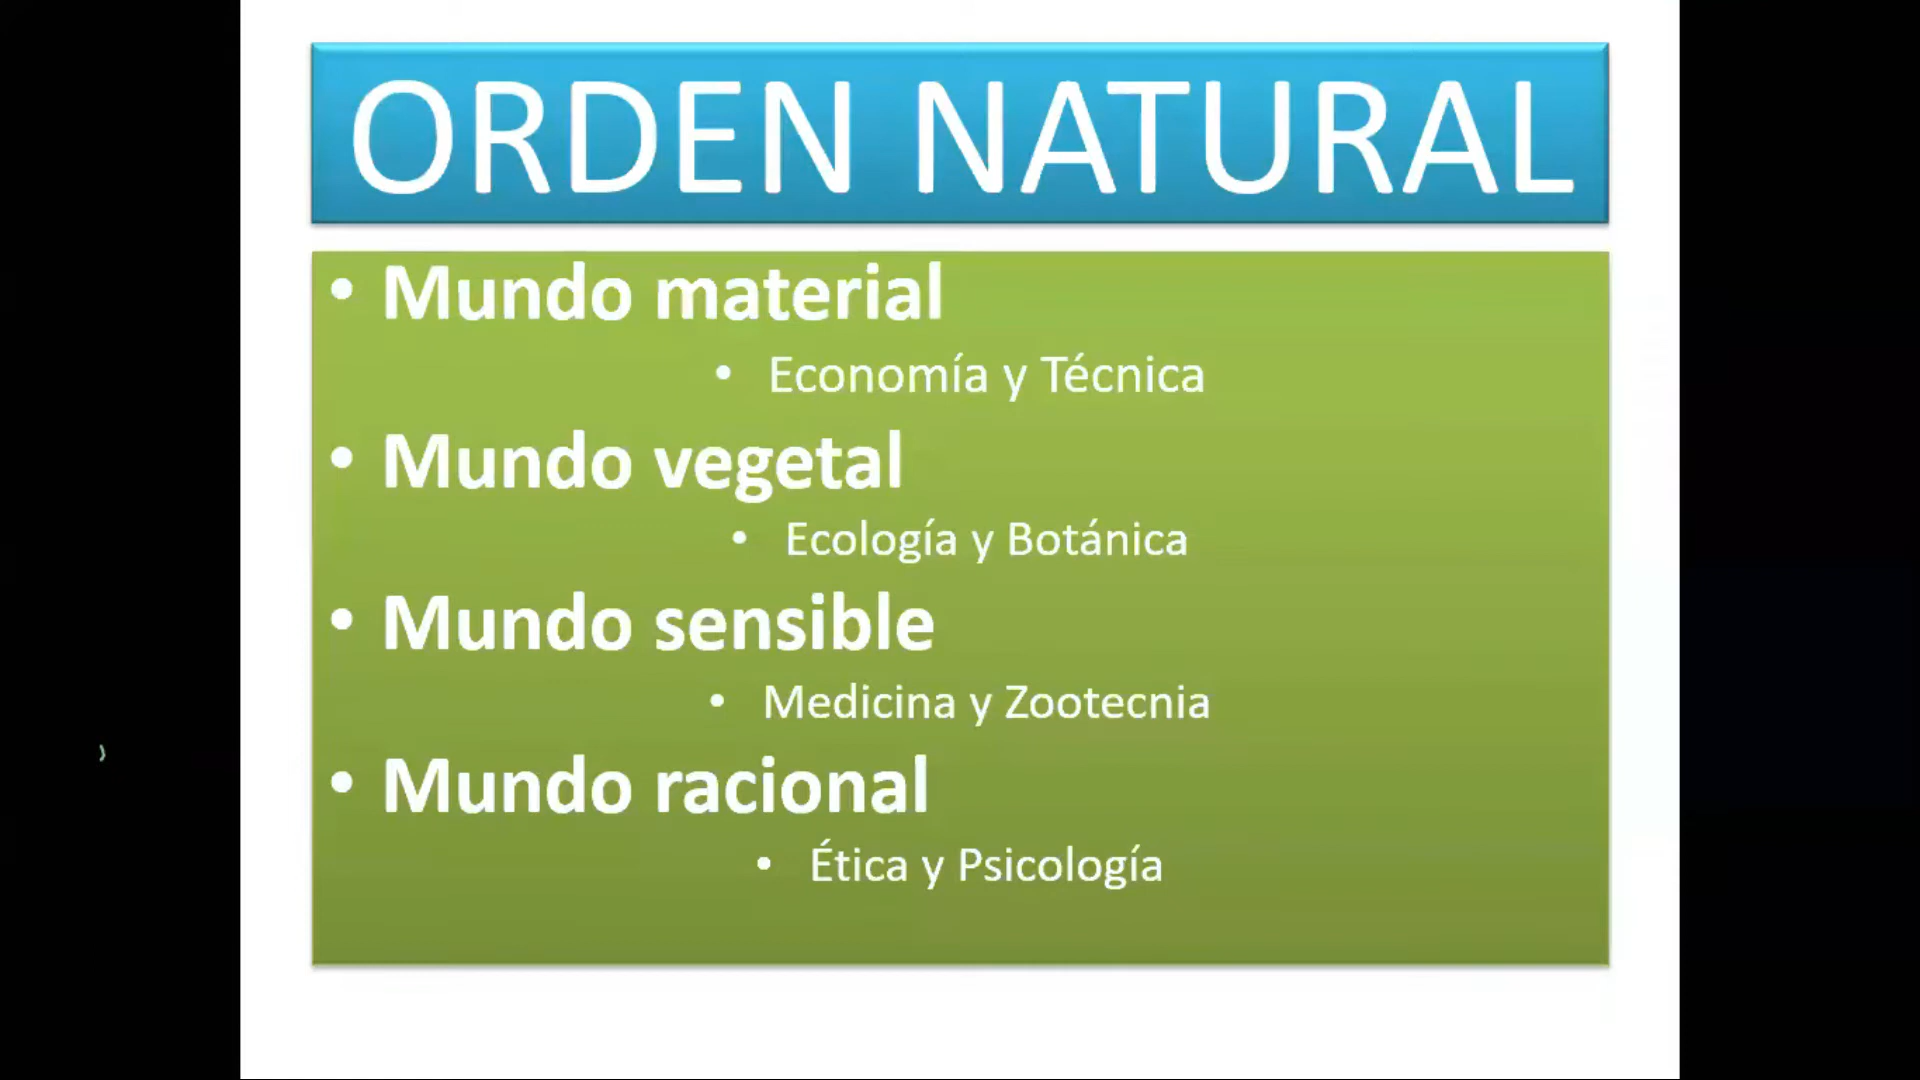 ORDEN NATURAL
• Mundo material
• Economía y Técnica
• Mundo vegetal
• Ecología y Botánica
• Mundo sensible
• Medicina y Zootecnia
• Mundo racional
• Ética y Psicología